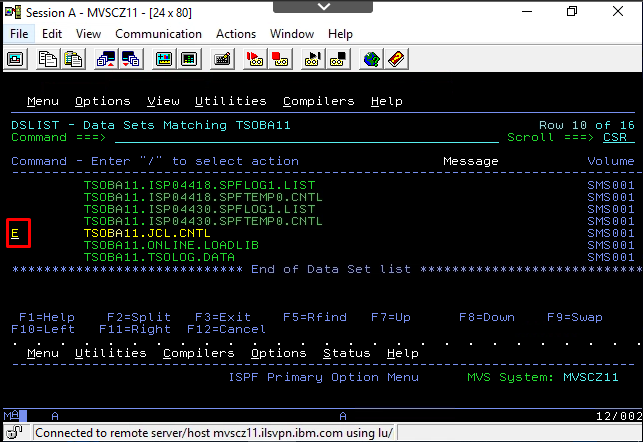 Session A - MVSCZ11 - [24 x 80]
File Edit View Communication Actions Window Help
Menu Options View Utilities Compilers Help
DSLIST - Data Sets Matching TSOBA11 Row 10 of 16
Command ===> Scroll ===> CSR
Command - Enter "/" to select action Message Volume
TSOBA11.ISP04418.SPFLOG1.LIST SMS001
TSOBA11.ISP04418.SPFTEMP0.CNTL SMS001
TSOBA11.ISP04430.SPFLOG1.LIST SMS001
TSOBA11.ISP04430.SPFTEMP0.CNTL SMS001
E TSOBA11.JCL.CNTL SMS001
TSOBA11.ONLINE.LOADLIB SMS001
TSOBA11.TSOLOG.DATA SMS001
***************************** End of Data Set list ****************************
F1=Help F2=Split F3=Exit F5=Rfind F7=Up F8=Down F9=Swap
F10=Left F11=Right F12=Cancel
Menu Utilities Compilers Options Status Help
ISPF Primary Option Menu MVS System: MVSCZ11
MA A A 12/002
Connected to remote server/host mvscz11.ilsvpn.ibm.com using lu/